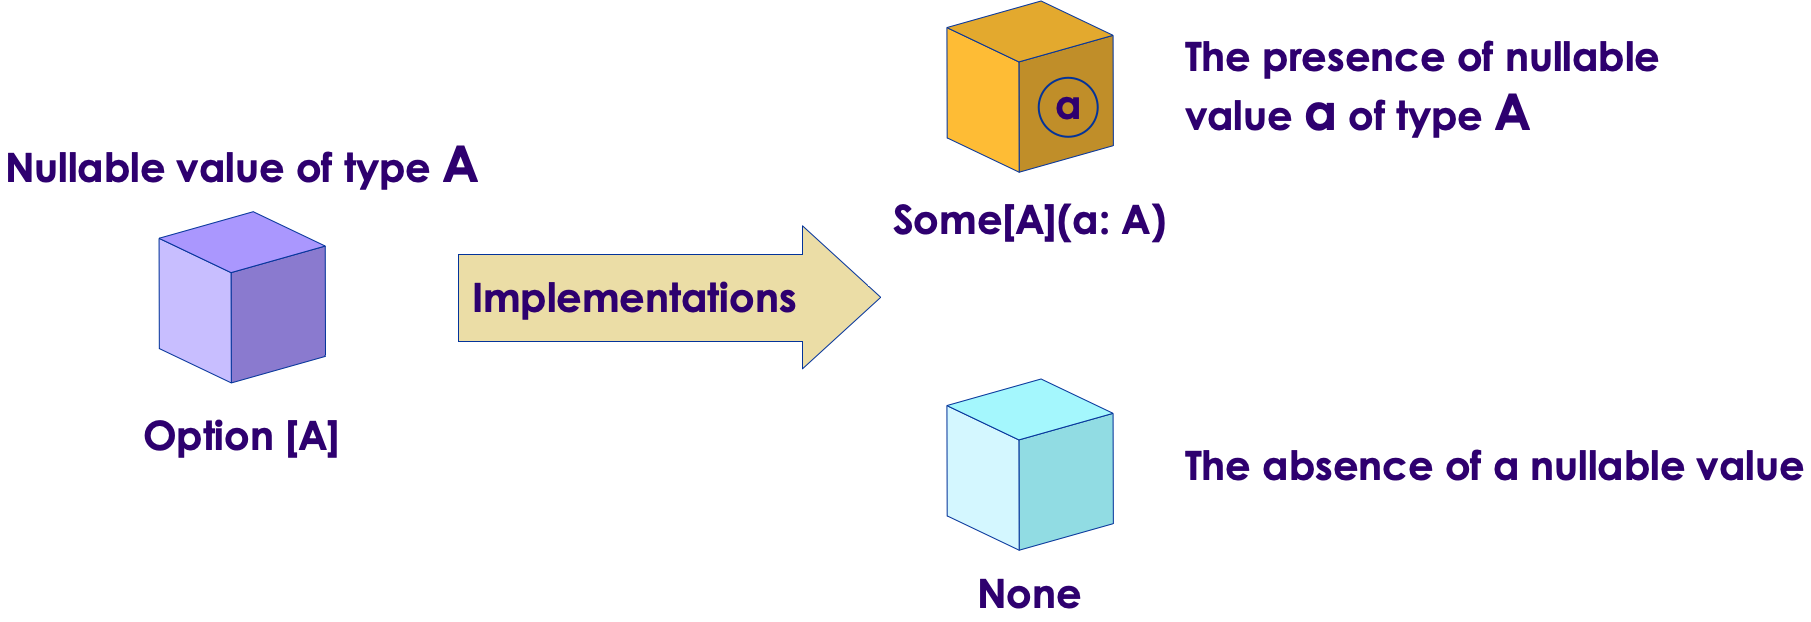 Nullable value of type A
Option [A]
Implementations
a
Some[A](a: A)
The presence of nullable
value a of type A
None
The absence of a nullable value